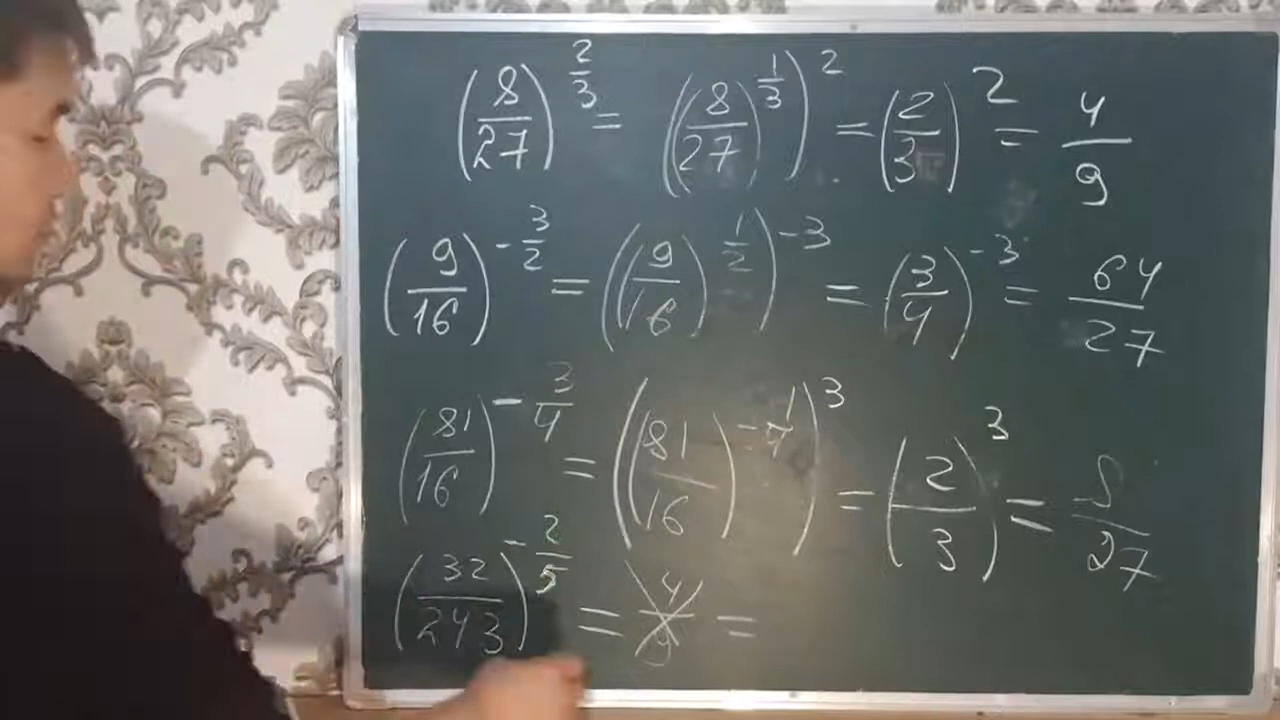 (8/27)^(2/3) = ((8/27)^(1/3))^2 = (2/3)^2 = 4/9
(9/16)^(-3/2) = ((9/16)^(1/2))^(-3) = (3/4)^(-3) = 64/27
(81/16)^(-3/4) = ((81/16)^(-1/4))^3 = (2/3)^3 = 8/27
(32/243)^(-2/5) = 4/9 =